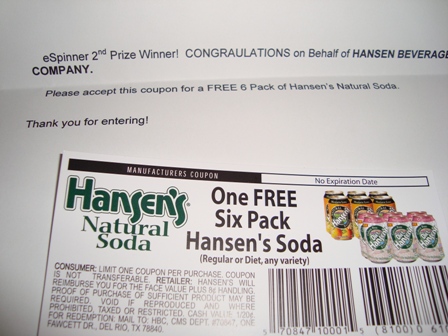 eSpinner 2nd Prize Winner! CONGRAULATIONS on Behalf of HANSEN BEVERAGE
COMPANY.
Please accept this coupon for a FREE 6 Pack of Hansen's Natural Soda.
Thank you for entering!
MANUFACTURERS COUPON
No Expiration Date
Hansen's
Natural
Soda
One FREE
Six Pack
Hansen's Soda
(Regular or Diet, any variety)
CONSUMER: LIMIT ONE COUPON PER PURCHASE. COUPON
IS NOT TRANSFERABLE. RETAILER: HANSEN'S WILL
REIMBURSE YOU FOR THE FACE VALUE PLUS 8¢ HANDLING.
PROOF OF PURCHASE OF SUFFICIENT PRODUCT MAY BE
REQUIRED. VOID IF REPRODUCED AND WHERE
PROHIBITED, TAXED OR RESTRICTED. CASH VALUE 1/20¢.
FOR REDEMPTION, MAIL TO: HBC, CMS DEPT. #70847, ONE
FAWCETT DR., DEL RIO, TX 78840.